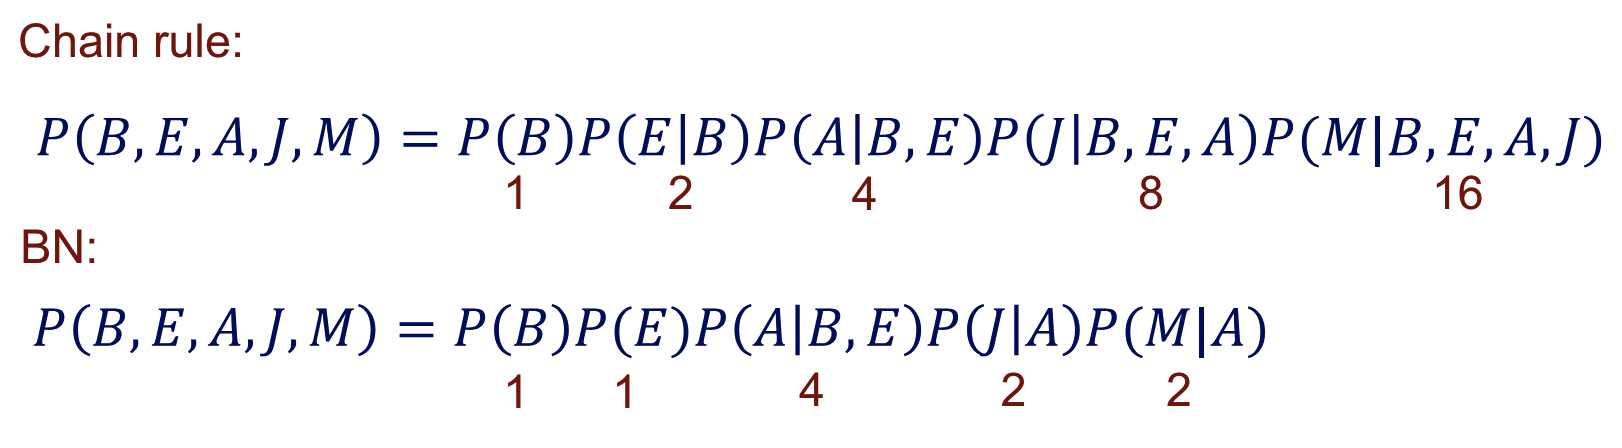 Chain rule:
P(B, E, A, J, M) = P(B)P(E|B)P(A|B, E)P(J|B, E, A)P(M|B, E, A, J)
1 2 4 8 16
BN:
P(B, E, A, J, M) = P(B)P(E)P(A|B, E)P(J|A)P(M|A)
1 1 4 2 2